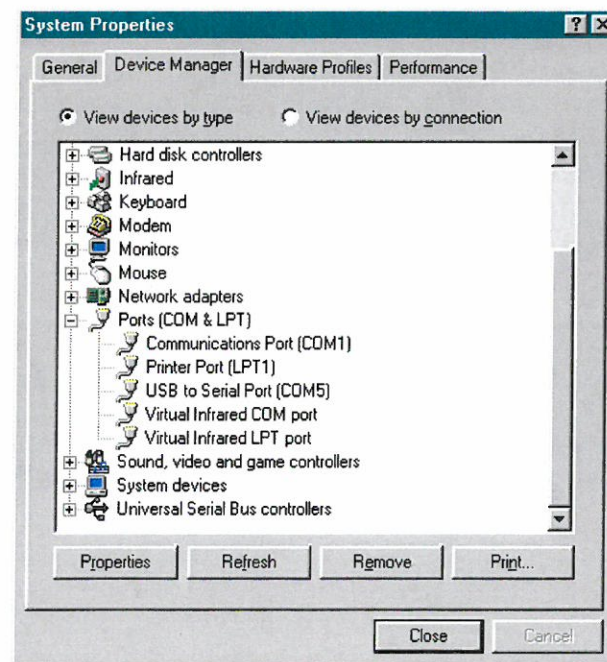 System Properties
General Device Manager Hardware Profiles Performance
View devices by type View devices by connection
Hard disk controllers
Infrared
Keyboard
Modem
Monitors
Mouse
Network adapters
Ports (COM & LPT)
Communications Port (COM1)
Printer Port (LPT1)
USB to Serial Port (COM5)
Virtual Infrared COM port
Virtual Infrared LPT port
Sound, video and game controllers
System devices
Universal Serial Bus controllers
Properties Refresh Remove Print...
Close Cancel